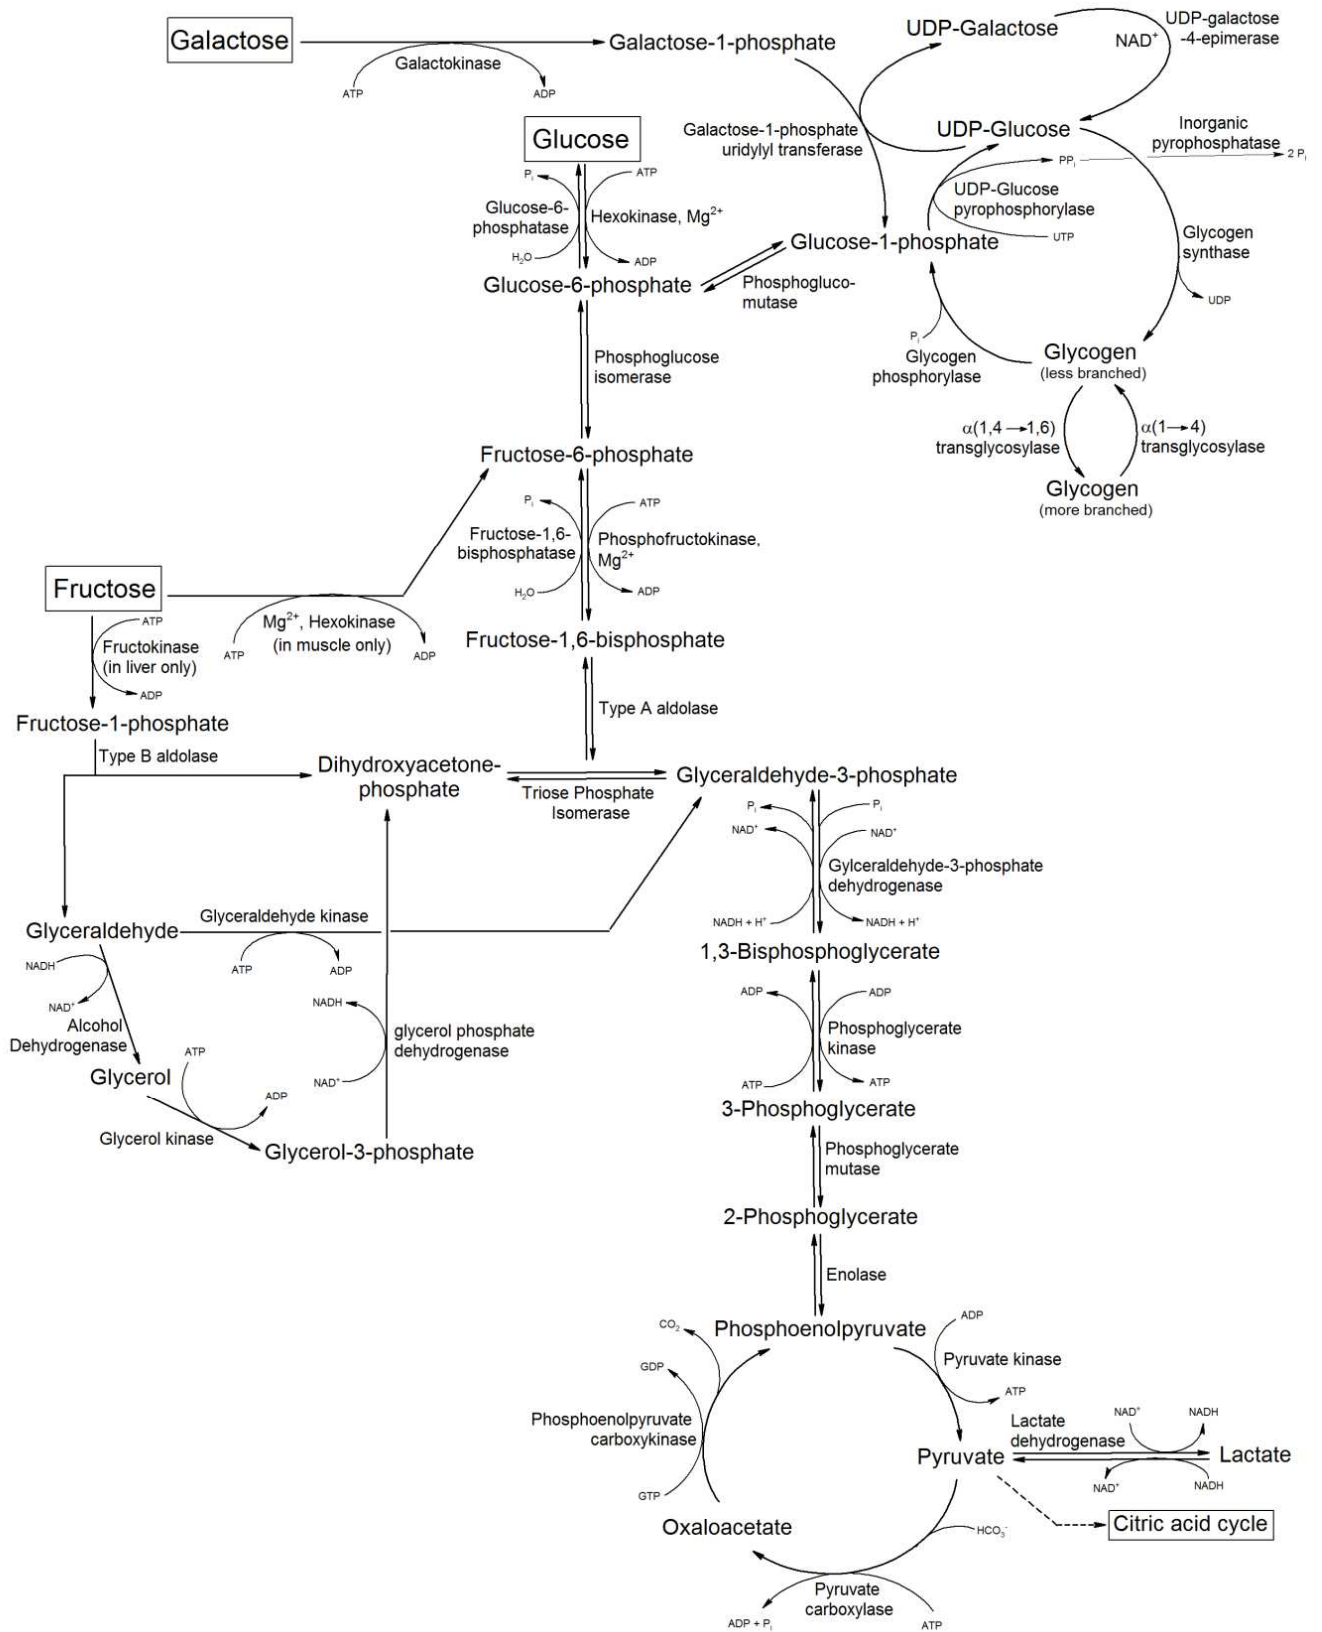 Galactose
Galactokinase
ATP
ADP
Galactose-1-phosphate
UDP-Galactose
NAD+
UDP-galactose
-4-epimerase
Galactose-1-phosphate
uridylyl transferase
UDP-Glucose
Inorganic
pyrophosphatase
PPi
2 Pi
UDP-Glucose
pyrophosphorylase
UTP
Glucose
Pi
ATP
Glucose-6-
phosphatase
Hexokinase, Mg2+
H2O
ADP
Glucose-1-phosphate
Glycogen
synthase
UDP
Glucose-6-phosphate
Phosphogluco-
mutase
Pi
Glycogen
phosphorylase
Glycogen
(less branched)
α(1,4→1,6)
transglycosylase
α(1→4)
transglycosylase
Glycogen
(more branched)
Phosphoglucose
isomerase
Fructose-6-phosphate
Pi
ATP
Fructose-1,6-
bisphosphatase
Phosphofructokinase,
Mg2+
H2O
ADP
Fructose
Mg2+, Hexokinase
(in muscle only)
ATP
ADP
ATP
Fructokinase
(in liver only)
ADP
Fructose-1,6-bisphosphate
Type A aldolase
Fructose-1-phosphate
Type B aldolase
Dihydroxyacetone-
phosphate
Triose Phosphate
Isomerase
Glyceraldehyde-3-phosphate
Pi
Pi
NAD+
NAD+
Gylceraldehyde-3-phosphate
dehydrogenase
NADH + H+
NADH + H+
Glyceraldehyde
Glyceraldehyde kinase
ATP
ADP
NADH
NAD+
Alcohol
Dehydrogenase
NADH
glycerol phosphate
dehydrogenase
NAD+
Glycerol
ATP
ADP
Glycerol kinase
Glycerol-3-phosphate
1,3-Bisphosphoglycerate
ADP
ADP
Phosphoglycerate
kinase
ATP
ATP
3-Phosphoglycerate
Phosphoglycerate
mutase
2-Phosphoglycerate
Enolase
Phosphoenolpyruvate
CO2
GDP
Phosphoenolpyruvate
carboxykinase
GTP
ADP
Pyruvate kinase
ATP
Pyruvate
Lactate
dehydrogenase
NAD+
NADH
NAD+
NADH
Lactate
Citric acid cycle
Oxaloacetate
HCO3-
Pyruvate
carboxylase
ADP + Pi
ATP